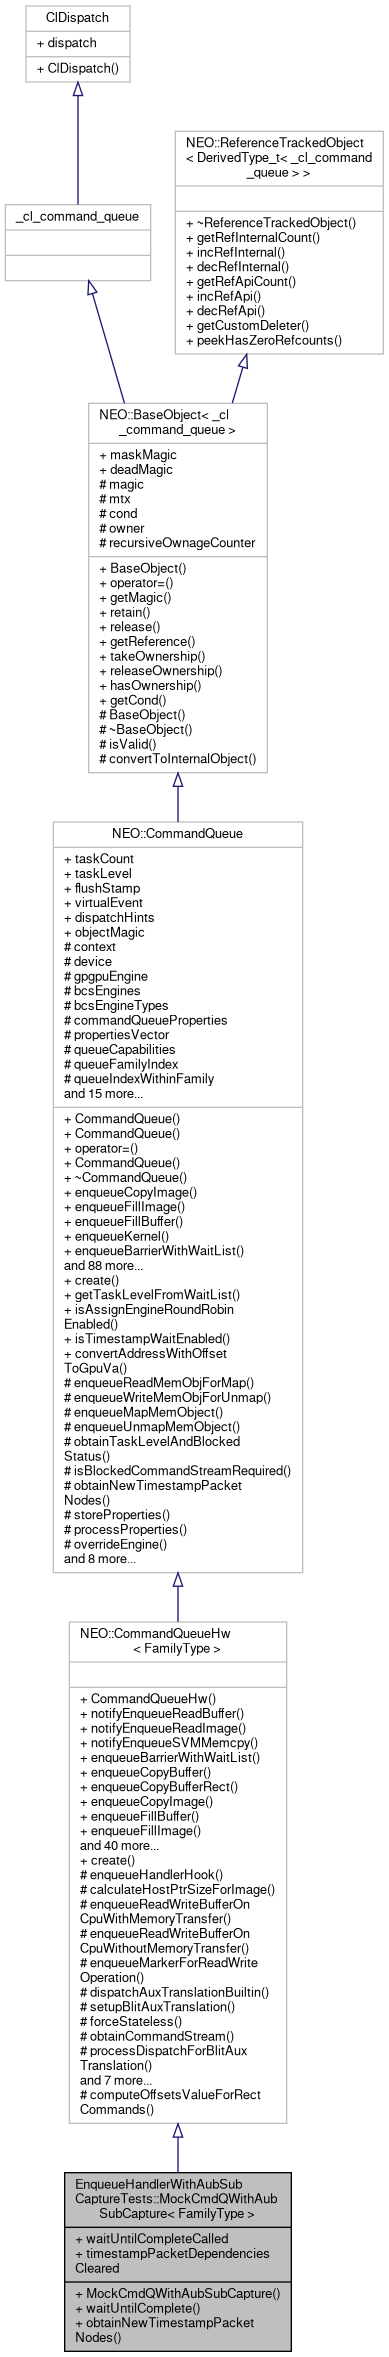 ClDispatch
+ dispatch
+ ClDispatch()
_cl_command_queue
NEO::ReferenceTrackedObject
< DerivedType_t< _cl_command
_queue > >
+ ~ReferenceTrackedObject()
+ getRefInternalCount()
+ incRefInternal()
+ decRefInternal()
+ getRefApiCount()
+ incRefApi()
+ decRefApi()
+ getCustomDeleter()
+ peekHasZeroRefcounts()
NEO::BaseObject< _cl
_command_queue >
+ maskMagic
+ deadMagic
# magic
# mtx
# cond
# owner
# recursiveOwnageCounter
+ BaseObject()
+ operator=()
+ getMagic()
+ retain()
+ release()
+ getReference()
+ takeOwnership()
+ releaseOwnership()
+ hasOwnership()
+ getCond()
# BaseObject()
# ~BaseObject()
# isValid()
# convertToInternalObject()
NEO::CommandQueue
+ taskCount
+ taskLevel
+ flushStamp
+ virtualEvent
+ dispatchHints
+ objectMagic
# context
# device
# gpgpuEngine
# bcsEngines
# bcsEngineTypes
# commandQueueProperties
# propertiesVector
# queueCapabilities
# queueFamilyIndex
# queueIndexWithinFamily
and 15 more...
+ CommandQueue()
+ CommandQueue()
+ operator=()
+ CommandQueue()
+ ~CommandQueue()
+ enqueueCopyImage()
+ enqueueFillImage()
+ enqueueFillBuffer()
+ enqueueKernel()
+ enqueueBarrierWithWaitList()
and 88 more...
+ create()
+ getTaskLevelFromWaitList()
+ isAssignEngineRoundRobin
Enabled()
+ isTimestampWaitEnabled()
+ convertAddressWithOffset
ToGpuVa()
# enqueueReadMemObjForMap()
# enqueueWriteMemObjForUnmap()
# enqueueMapMemObject()
# enqueueUnmapMemObject()
# obtainTaskLevelAndBlocked
Status()
# isBlockedCommandStreamRequired()
# obtainNewTimestampPacket
Nodes()
# storeProperties()
# processProperties()
# overrideEngine()
and 8 more...
NEO::CommandQueueHw
< FamilyType >
+ CommandQueueHw()
+ notifyEnqueueReadBuffer()
+ notifyEnqueueReadImage()
+ notifyEnqueueSVMMemcpy()
+ enqueueBarrierWithWaitList()
+ enqueueCopyBuffer()
+ enqueueCopyBufferRect()
+ enqueueCopyImage()
+ enqueueFillBuffer()
+ enqueueFillImage()
and 40 more...
+ create()
# enqueueHandlerHook()
# calculateHostPtrSizeForImage()
# enqueueReadWriteBufferOn
CpuWithMemoryTransfer()
# enqueueReadWriteBufferOn
CpuWithoutMemoryTransfer()
# enqueueMarkerForReadWrite
Operation()
# dispatchAuxTranslationBuiltin()
# setupBlitAuxTranslation()
# forceStateless()
# obtainCommandStream()
# processDispatchForBlitAux
Translation()
and 7 more...
# computeOffsetsValueForRect
Commands()
EnqueueHandlerWithAubSub
CaptureTests::MockCmdQWithAub
SubCapture< FamilyType >
+ waitUntilCompleteCalled
+ timestampPacketDependencies
Cleared
+ MockCmdQWithAubSubCapture()
+ waitUntilComplete()
+ obtainNewTimestampPacket
Nodes()